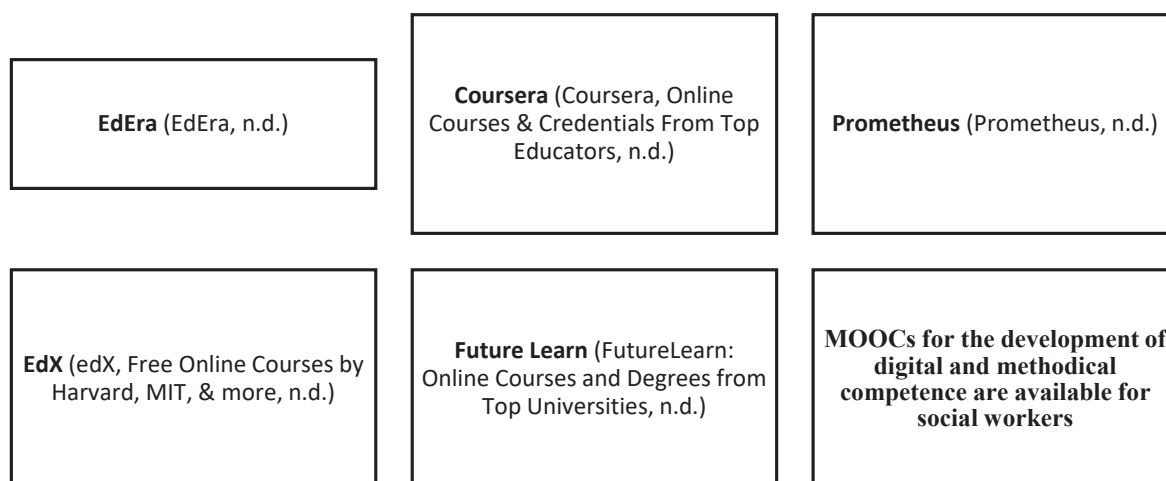 EdEra (EdEra, n.d.)
Coursera (Coursera, Online
Courses & Credentials From Top
Educators, n.d.)
Prometheus (Prometheus, n.d.)
EdX (edX, Free Online Courses by
Harvard, MIT, & more, n.d.)
Future Learn (FutureLearn:
Online Courses and Degrees from
Top Universities, n.d.)
MOOCs for the development of
digital and methodical
competence are available for
social workers